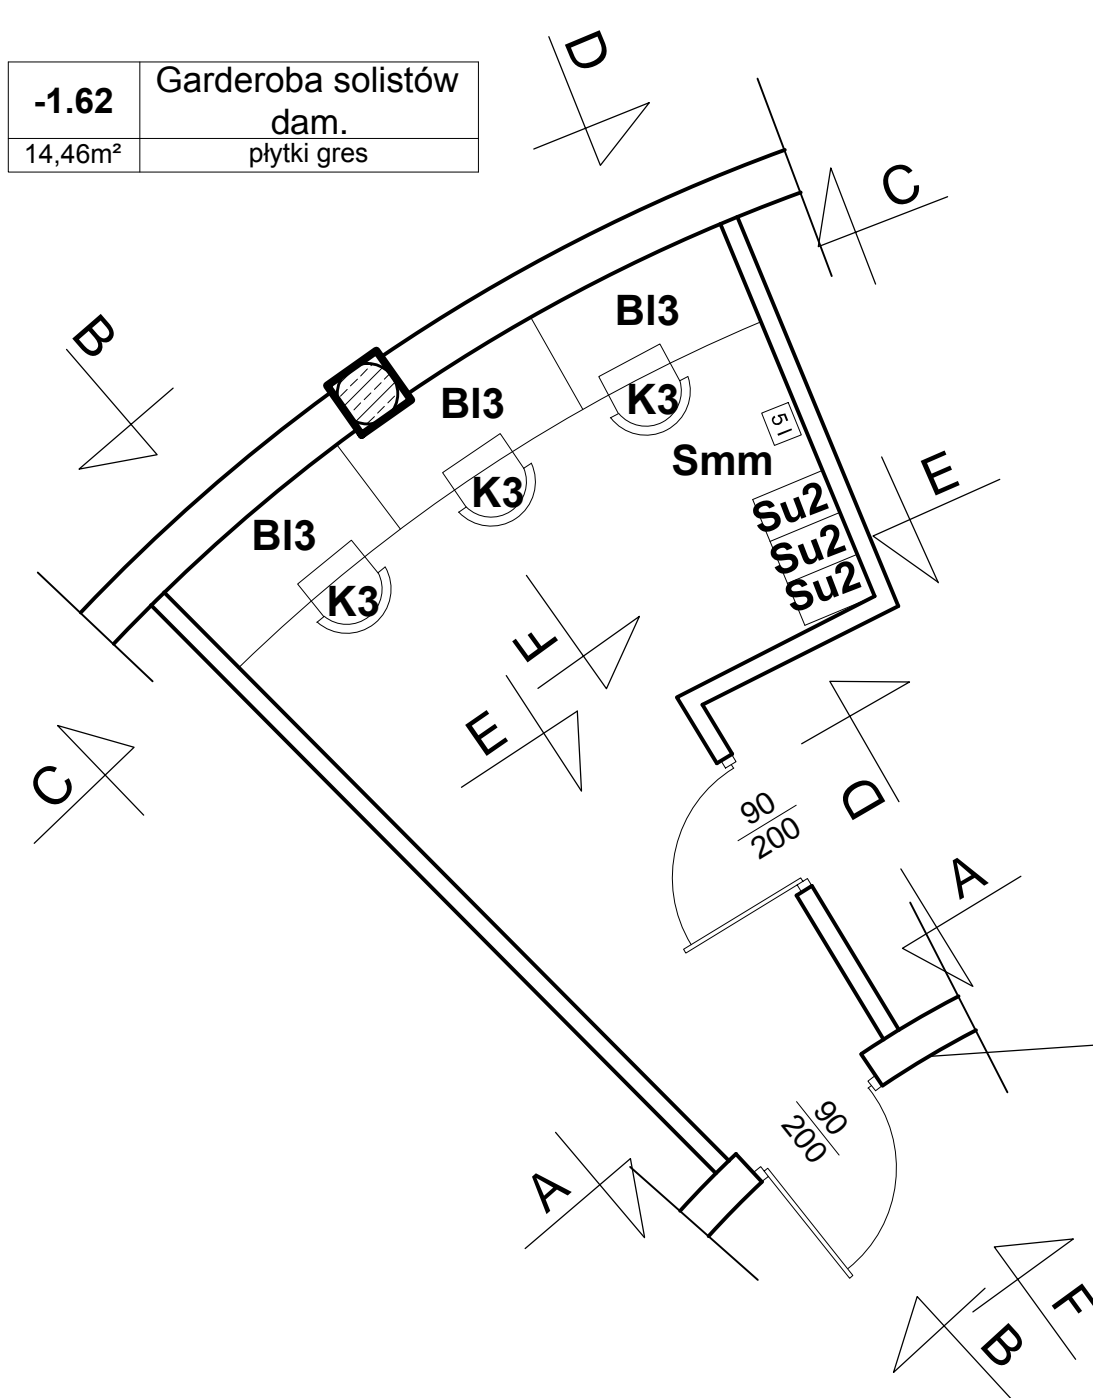 -1.62
Garderoba solistów
dam.
14,46m²
płytki gres
D
C
B
Bl3
Bl3
K3
Smm
5 l
E
K3
Su2
Bl3
Su2
Su2
K3
F
E
C
90
200
D
A
90
200
A
F
B